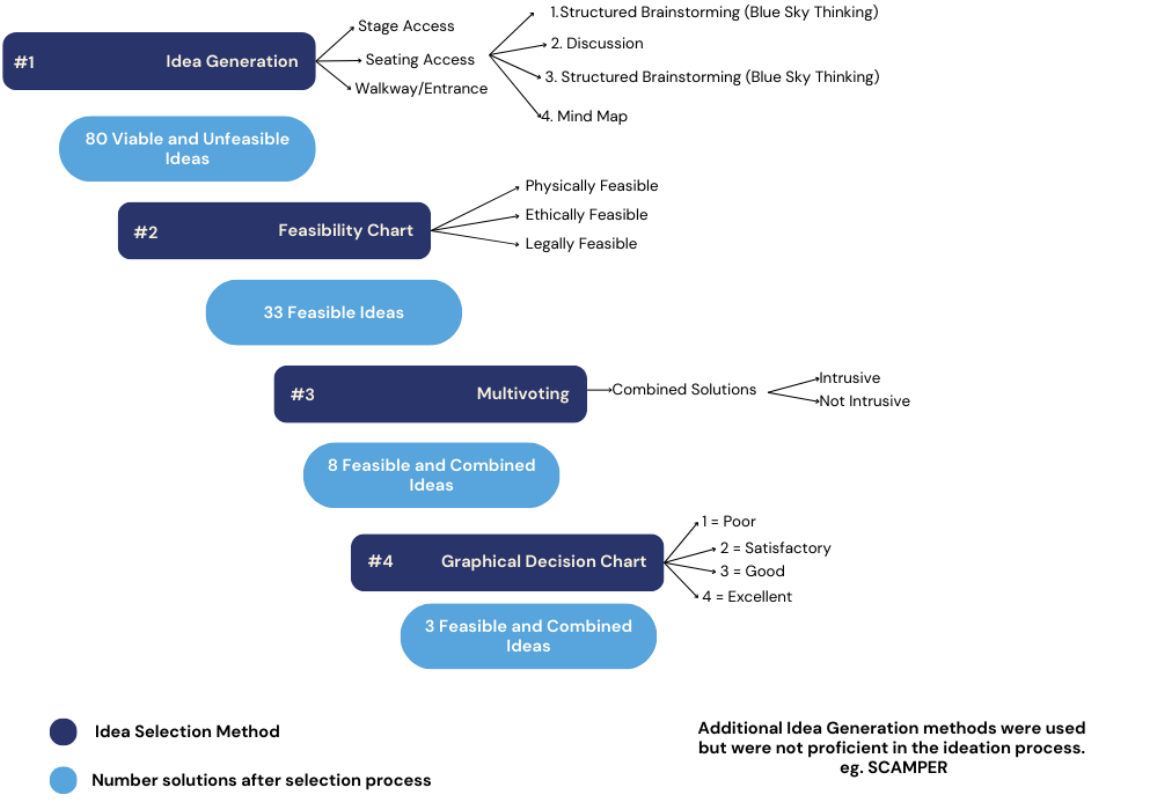 #1
Idea Generation
Stage Access
Seating Access
Walkway/Entrance
1.Structured Brainstorming (Blue Sky Thinking)
2. Discussion
3. Structured Brainstorming (Blue Sky Thinking)
4. Mind Map
80 Viable and Unfeasible
Ideas
#2
Feasibility Chart
Physically Feasible
Ethically Feasible
Legally Feasible
33 Feasible Ideas
#3
Multivoting
Combined Solutions
Intrusive
Not Intrusive
8 Feasible and Combined
Ideas
#4
Graphical Decision Chart
1 = Poor
2 = Satisfactory
3 = Good
4 = Excellent
3 Feasible and Combined
Ideas
Idea Selection Method
Number solutions after selection process
Additional Idea Generation methods were used
but were not proficient in the ideation process.
eg. SCAMPER